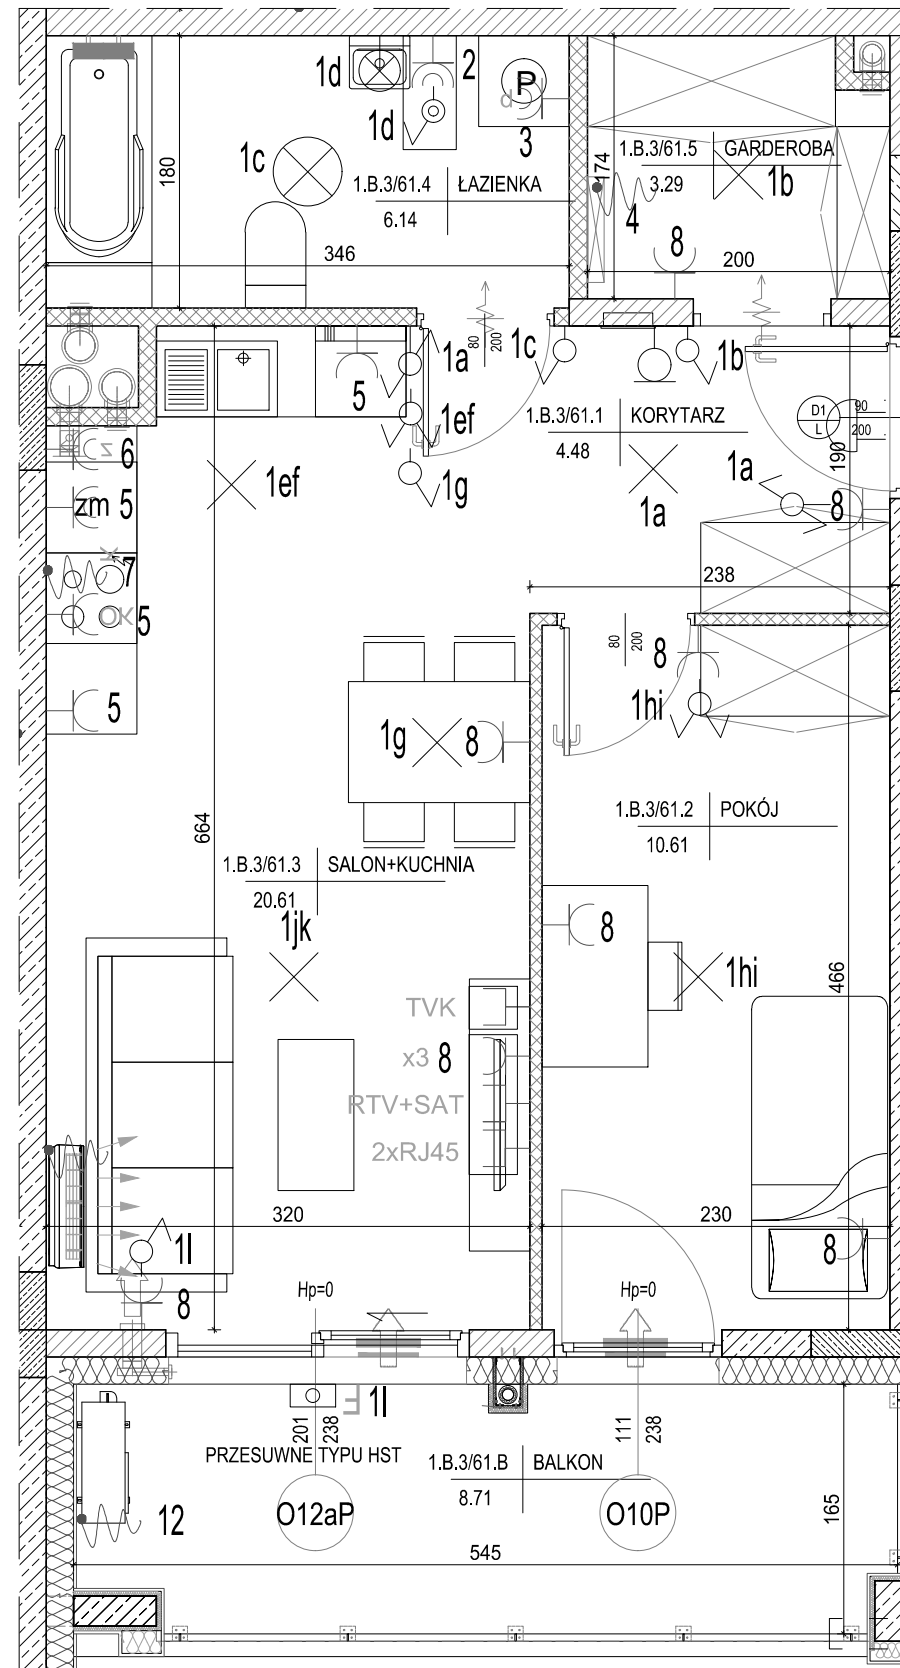 1d
2
P
d
1d
3
1c
180
1.B.3/61.4 ŁAZIENKA
6.14
346
174
1.B.3/61.5 GARDEROBA
3.29
1b
4
8
200
80
200
1a
1c
1b
5
1ef
1g
1.B.3/61.1 KORYTARZ
4.48
1a
D1
L
90
200
190
1a
8
6
z
zm 5
1ef
K
7
OK 5
5
238
80
200
8
1hi
1g
8
664
1.B.3/61.2 POKÓJ
10.61
1.B.3/61.3 SALON+KUCHNIA
20.61
1jk
8
1hi
466
TVK
x3 8
RTV+SAT
2xRJ45
320
230
1l
8
8
Hp=0
Hp=0
1l
201
238
111
238
PRZESUWNE TYPU HST
1.B.3/61.B BALKON
8.71
O12aP
O10P
12
165
545